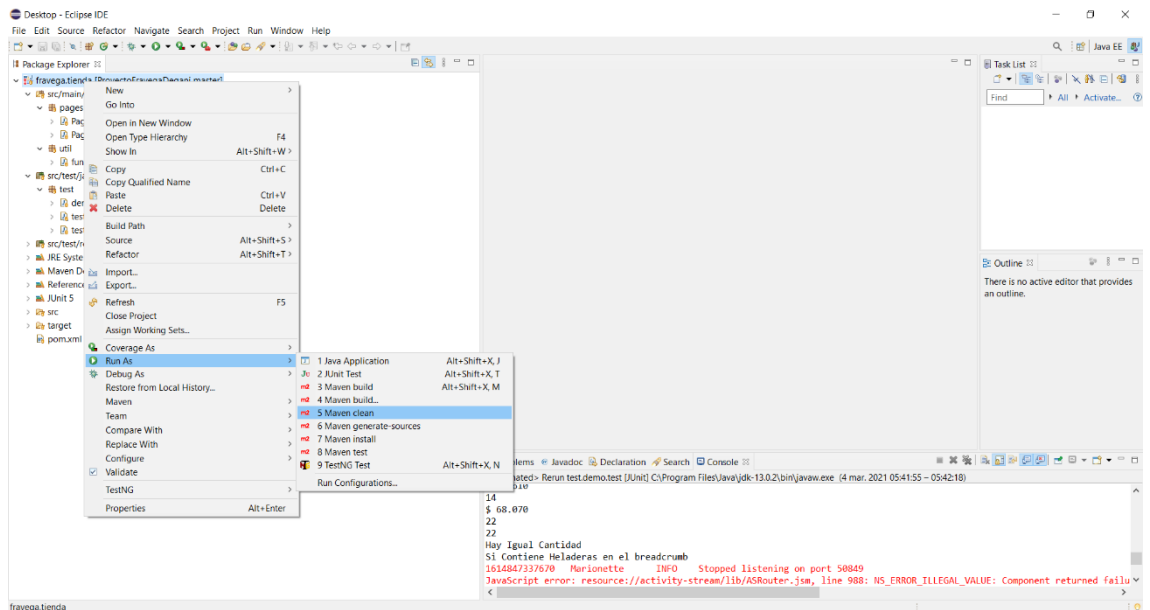 Desktop - Eclipse IDE
File Edit Source Refactor Navigate Search Project Run Window Help
Java EE
Package Explorer
fravega.tienda [ProyectoFravegaDegani master]
src/main/
pages
Pag
Pag
util
fun
src/test/ja
test
der
tes
tes
src/test/r
JRE Syste
Maven D
Reference
JUnit 5
src
target
pom.xml
New
Go Into
Open in New Window
Open Type Hierarchy F4
Show In Alt+Shift+W
Copy Ctrl+C
Copy Qualified Name
Paste Ctrl+V
Delete Delete
Build Path
Source Alt+Shift+S
Refactor Alt+Shift+T
Import...
Export...
Refresh F5
Close Project
Assign Working Sets...
Coverage As
Run As
Debug As
Restore from Local History...
Maven
Team
Compare With
Replace With
Configure
Validate
TestNG
Properties Alt+Enter
1 Java Application Alt+Shift+X, J
2 JUnit Test Alt+Shift+X, T
3 Maven build Alt+Shift+X, M
4 Maven build...
5 Maven clean
6 Maven generate-sources
7 Maven install
8 Maven test
9 TestNG Test Alt+Shift+X, N
Run Configurations...
Task List
Find All Activate...
Outline
There is no active editor that provides
an outline.
lems Javadoc Declaration Search Console
nated> Rerun test.demo.test [JUnit] C:\Program Files\Java\jdk-13.0.2\bin\javaw.exe (4 mar. 2021 05:41:55 – 05:42:18)
14
$ 68.070
22
22
Hay Igual Cantidad
Si Contiene Heladeras en el breadcrumb
1614847337670 Marionette INFO Stopped listening on port 50849
JavaScript error: resource://activity-stream/lib/ASRouter.jsm, line 988: NS_ERROR_ILLEGAL_VALUE: Component returned failu
fravega.tienda